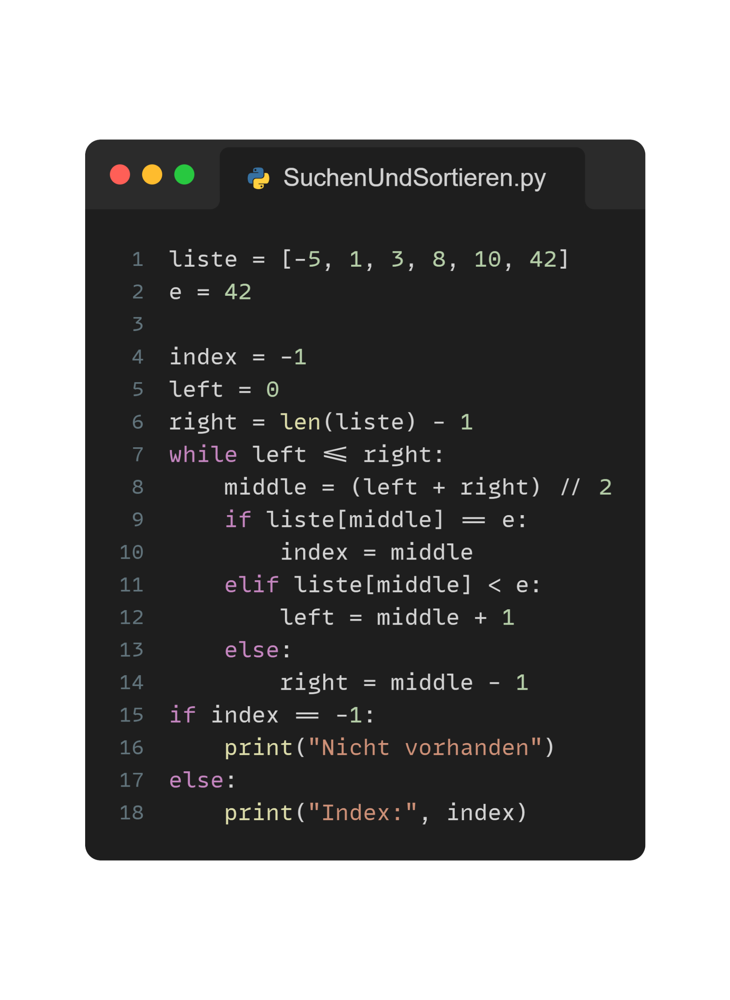 SuchenUndSortieren.py
1 liste = [-5, 1, 3, 8, 10, 42]
2 e = 42
3
4 index = -1
5 left = 0
6 right = len(liste) - 1
7 while left <= right:
8     middle = (left + right) // 2
9     if liste[middle] == e:
10         index = middle
11     elif liste[middle] < e:
12         left = middle + 1
13     else:
14         right = middle - 1
15 if index == -1:
16     print("Nicht vorhanden")
17 else:
18     print("Index:", index)